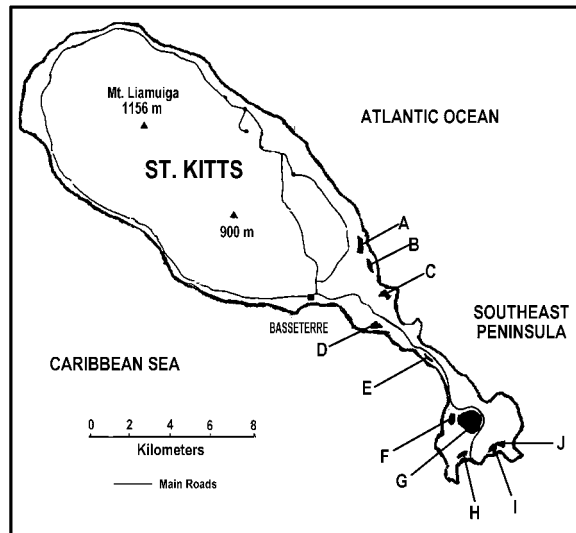 Mt. Liamuiga
1156 m
ATLANTIC OCEAN
ST. KITTS
900 m
A
B
C
SOUTHEAST
PENINSULA
BASSETERRE
D
CARIBBEAN SEA
E
0 2 4 6 8
Kilometers
F
J
G
Main Roads
H
I